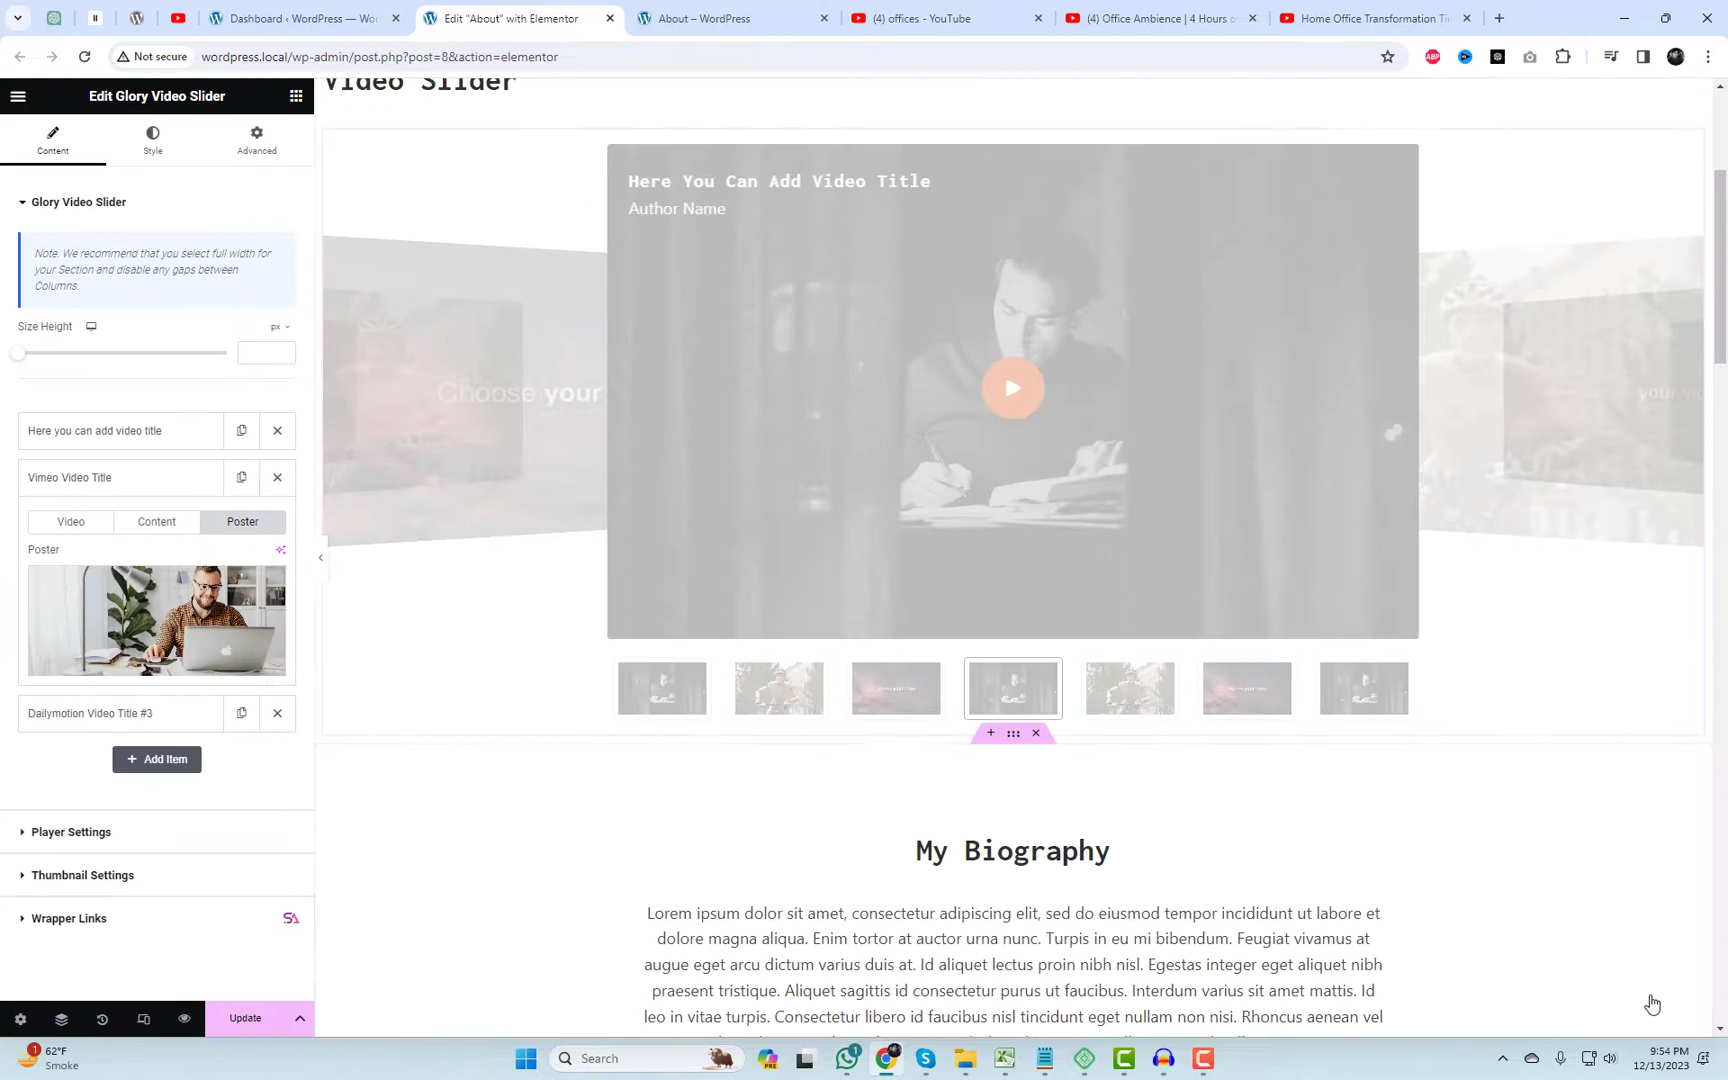 Dashboard ‹ WordPress — Wor
Edit "About" with Elementor
About – WordPress
(4) offices - YouTube
(4) Office Ambience | 4 Hours o
Home Office Transformation Ti
Not secure
wordpress.local/wp-admin/post.php?post=8&action=elementor
ABP
Edit Glory Video Slider
Content
Style
Advanced
Glory Video Slider
Note: We recommend that you select full width for
your Section and disable any gaps between
Columns.
Size Height
px
Here you can add video title
Vimeo Video Title
Video
Content
Poster
Poster
Dailymotion Video Title #3
+ Add Item
Player Settings
Thumbnail Settings
Wrapper Links
SA
Update
Video Slider
Here You Can Add Video Title
Author Name
Choose your
My Biography
Lorem ipsum dolor sit amet, consectetur adipiscing elit, sed do eiusmod tempor incididunt ut labore et
dolore magna aliqua. Enim tortor at auctor urna nunc. Turpis in eu mi bibendum. Feugiat vivamus at
augue eget arcu dictum varius duis at. Id aliquet lectus proin nibh nisl. Egestas integer eget aliquet nibh
praesent tristique. Aliquet sagittis id consectetur purus ut faucibus. Interdum varius sit amet mattis. Id
leo in vitae turpis. Consectetur libero id faucibus nisl tincidunt eget nullam non nisi. Rhoncus aenean vel
1
62°F
Smoke
Search
PRE
1
9:54 PM
12/13/2023